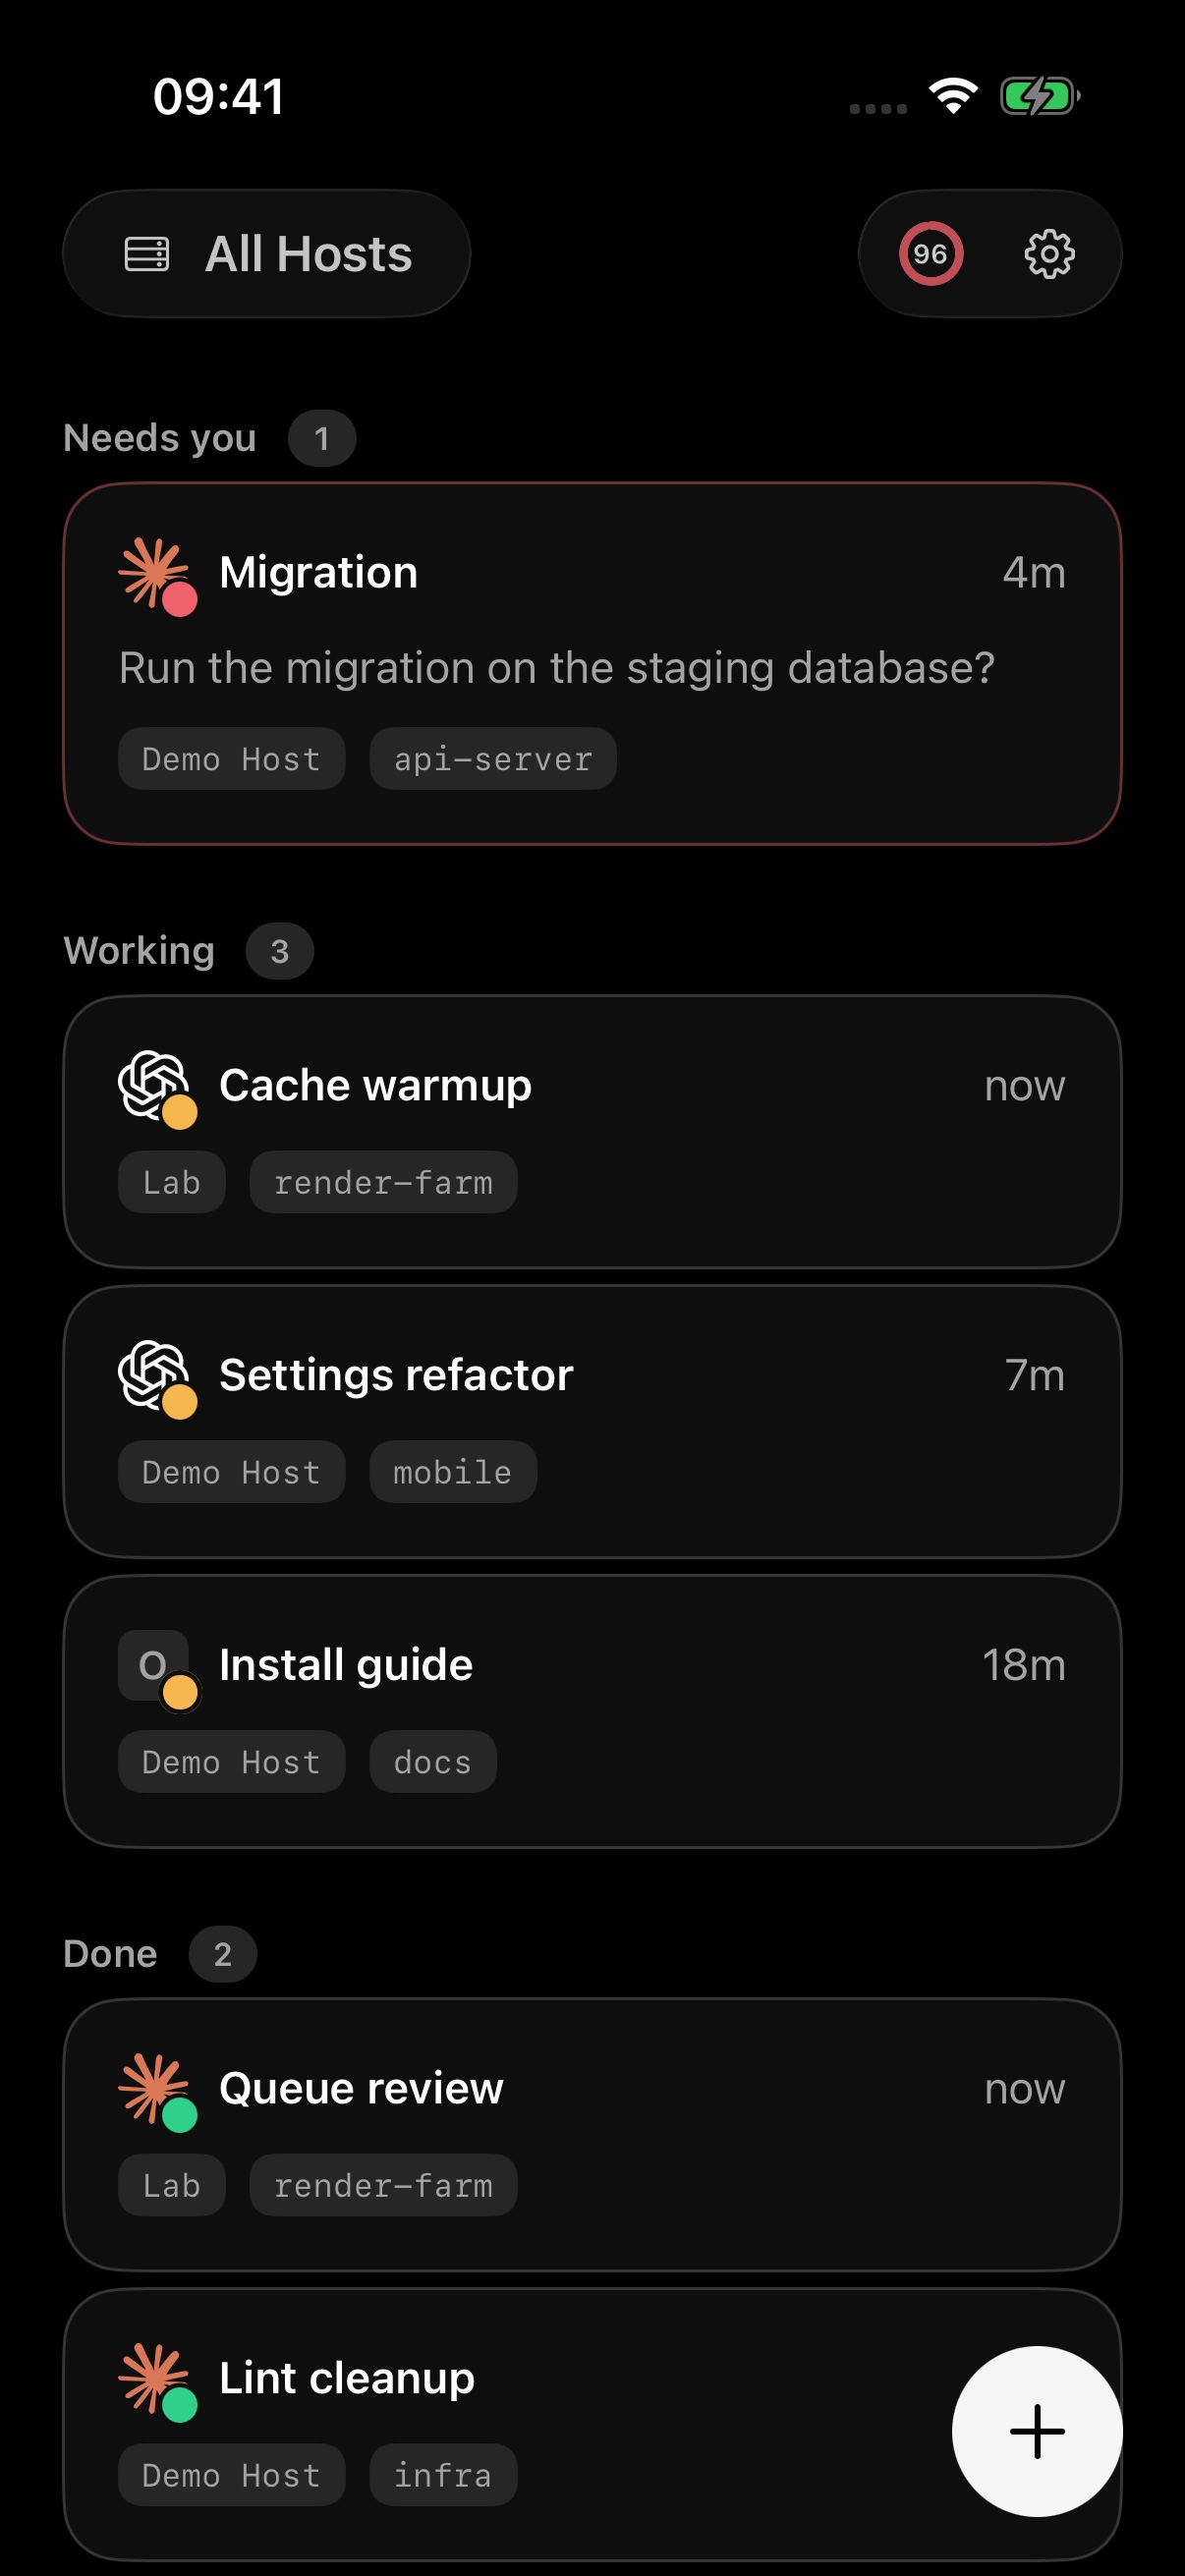 09:41
All Hosts
96
Needs you 1
Migration 4m
Run the migration on the staging database?
Demo Host api-server
Working 3
Cache warmup now
Lab render-farm
Settings refactor 7m
Demo Host mobile
O Install guide 18m
Demo Host docs
Done 2
Queue review now
Lab render-farm
Lint cleanup
Demo Host infra